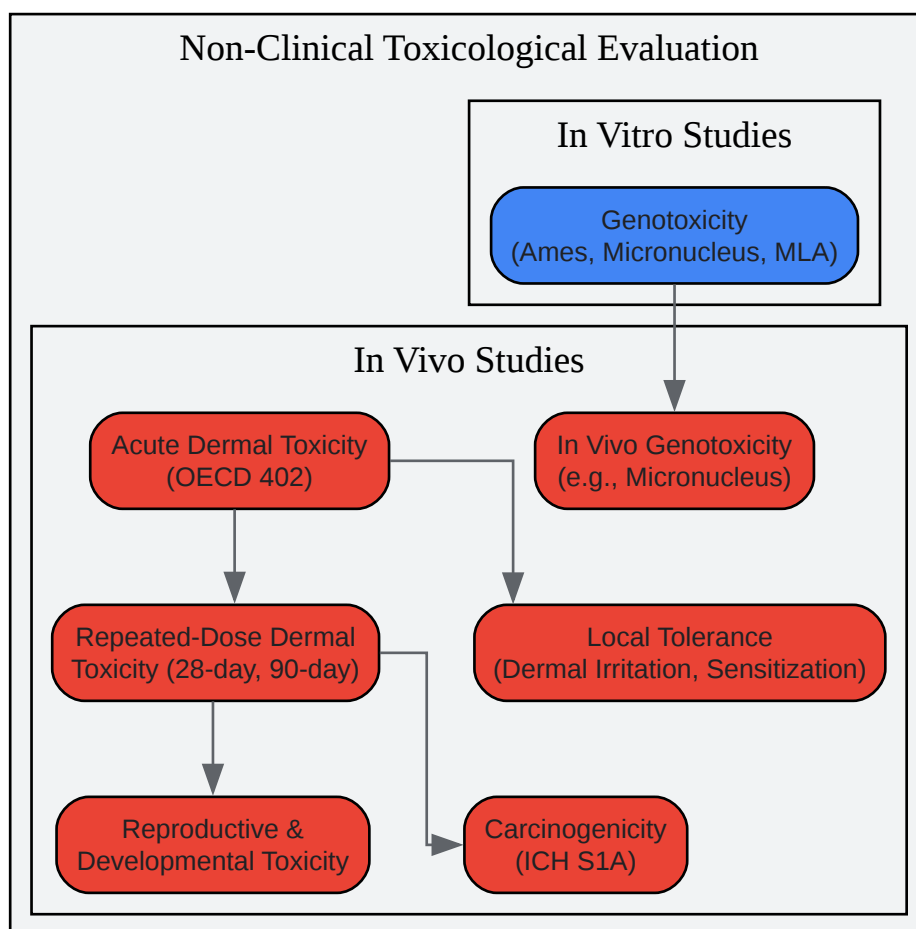 Non-Clinical Toxicological Evaluation
In Vitro Studies
Genotoxicity
(Ames, Micronucleus, MLA)
In Vivo Studies
Acute Dermal Toxicity
(OECD 402)
In Vivo Genotoxicity
(e.g., Micronucleus)
Repeated-Dose Dermal
Toxicity (28-day, 90-day)
Local Tolerance
(Dermal Irritation, Sensitization)
Reproductive &
Developmental Toxicity
Carcinogenicity
(ICH S1A)